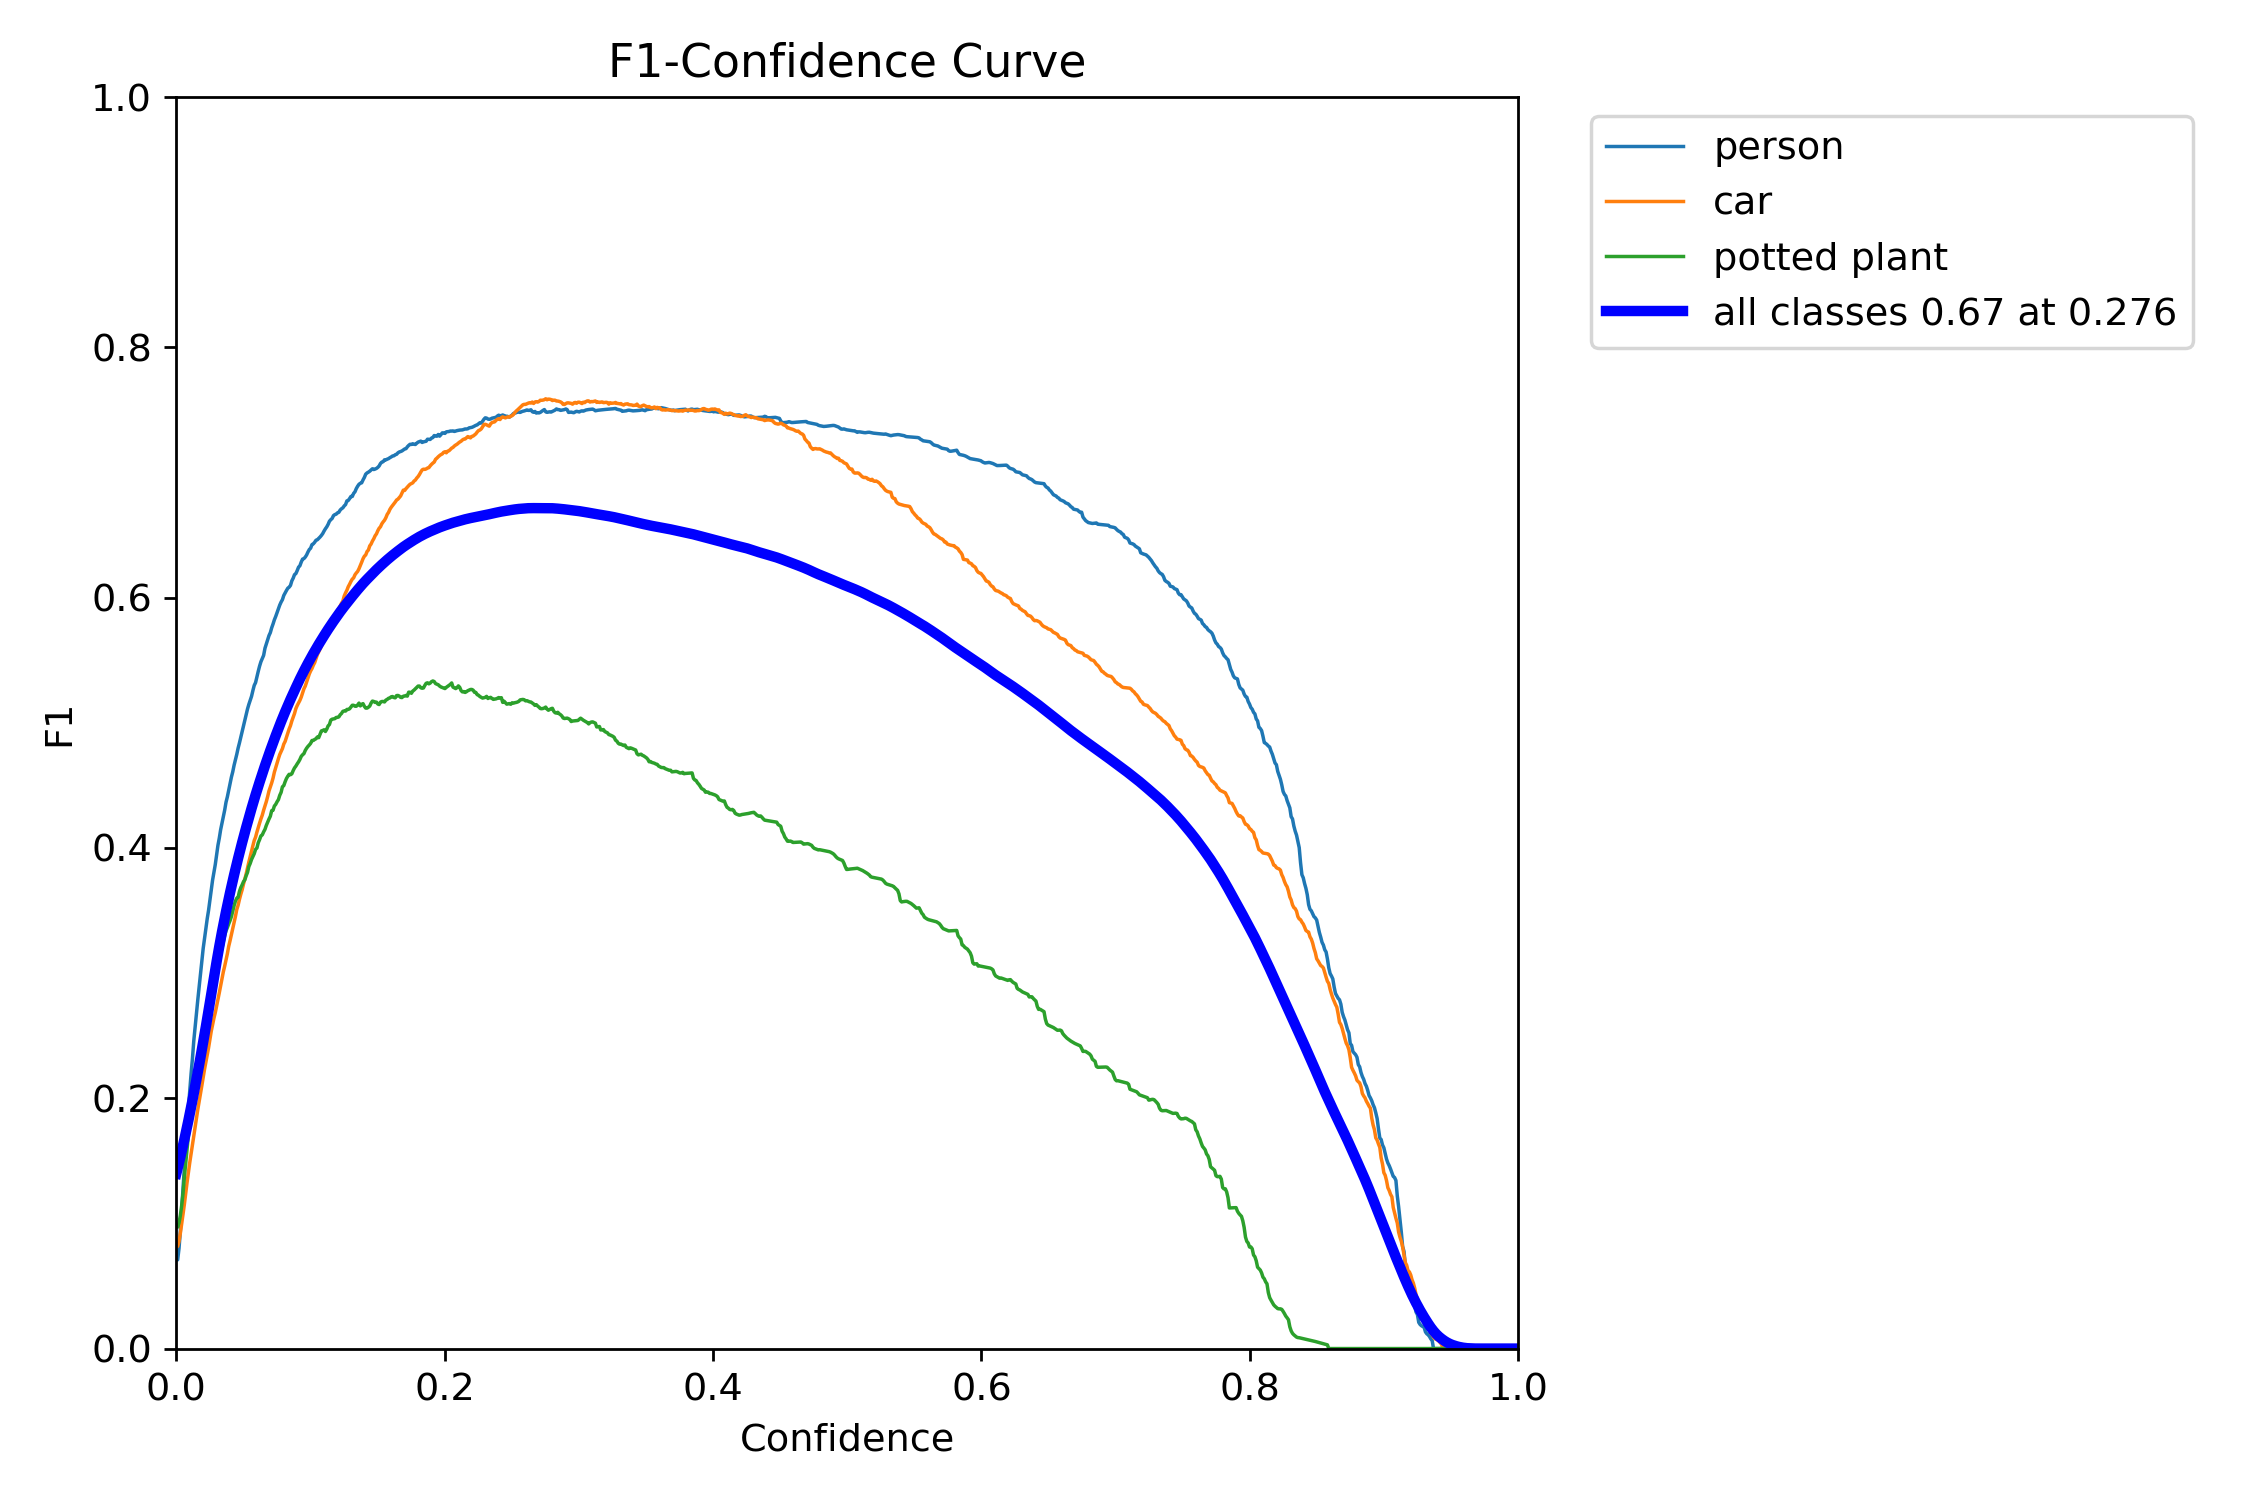 F1-Confidence Curve
1.0
0.8
0.6
0.4
0.2
0.0
F1
0.0 0.2 0.4 0.6 0.8 1.0
Confidence
person
car
potted plant
all classes 0.67 at 0.276